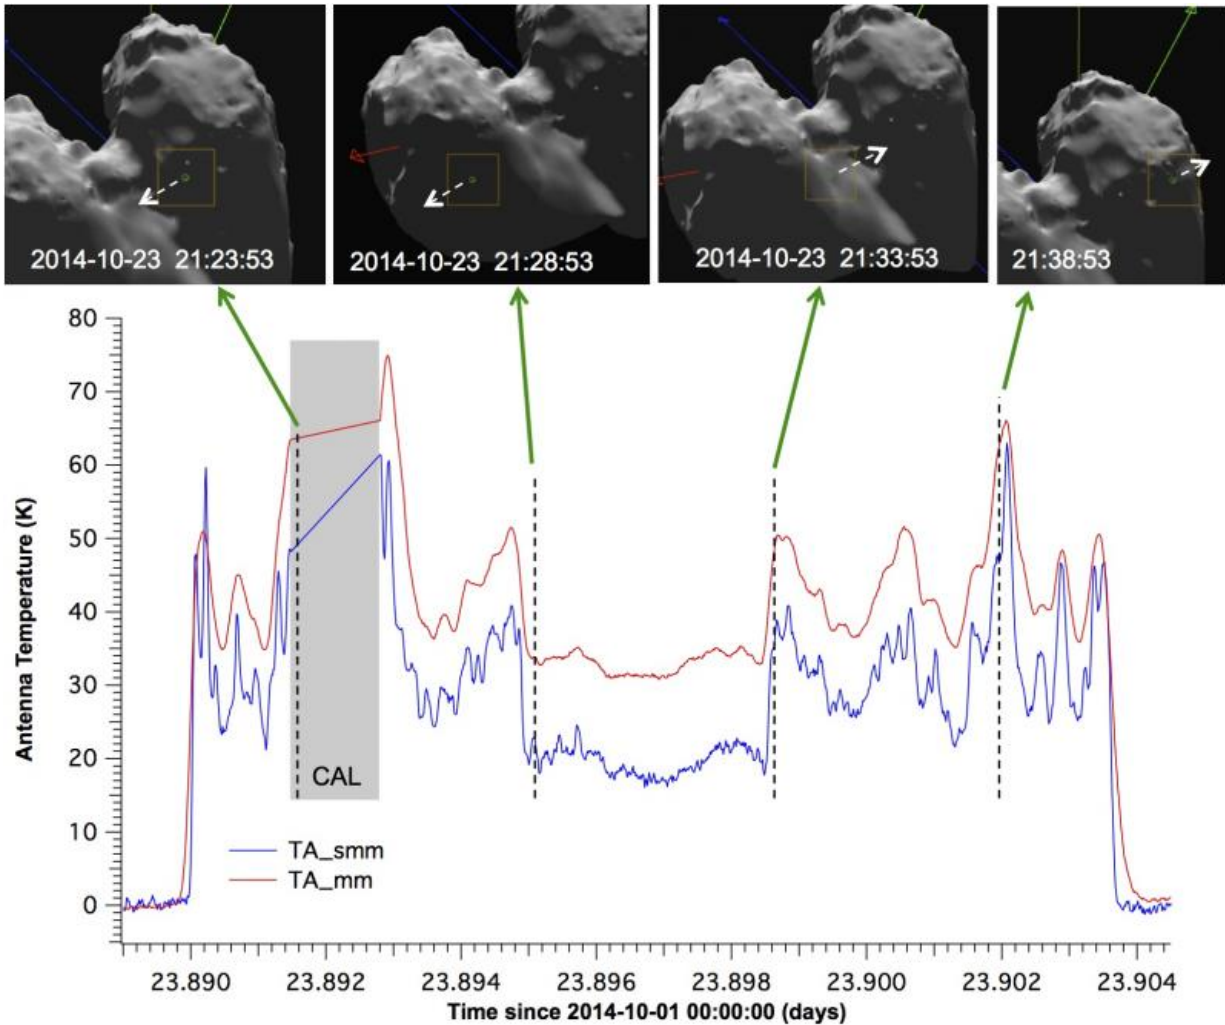 2014-10-23 21:23:53
2014-10-23 21:28:53
2014-10-23 21:33:53
21:38:53
80
70
60
50
40
30
20
10
0
Antenna Temperature (K)
CAL
TA_smm
TA_mm
23.890 23.892 23.894 23.896 23.898 23.900 23.902 23.904
Time since 2014-10-01 00:00:00 (days)